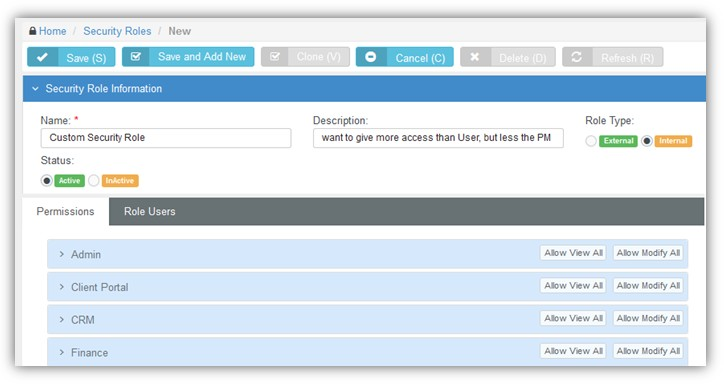 Home / Security Roles / New
Save (S) Save and Add New Clone (V) Cancel (C) Delete (D) Refresh (R)
Security Role Information
Name: * Description: Role Type:
Custom Security Role want to give more access than User, but less the PM External Internal
Status:
Active InActive
Permissions Role Users
Admin Allow View All Allow Modify All
Client Portal Allow View All Allow Modify All
CRM Allow View All Allow Modify All
Finance Allow View All Allow Modify All